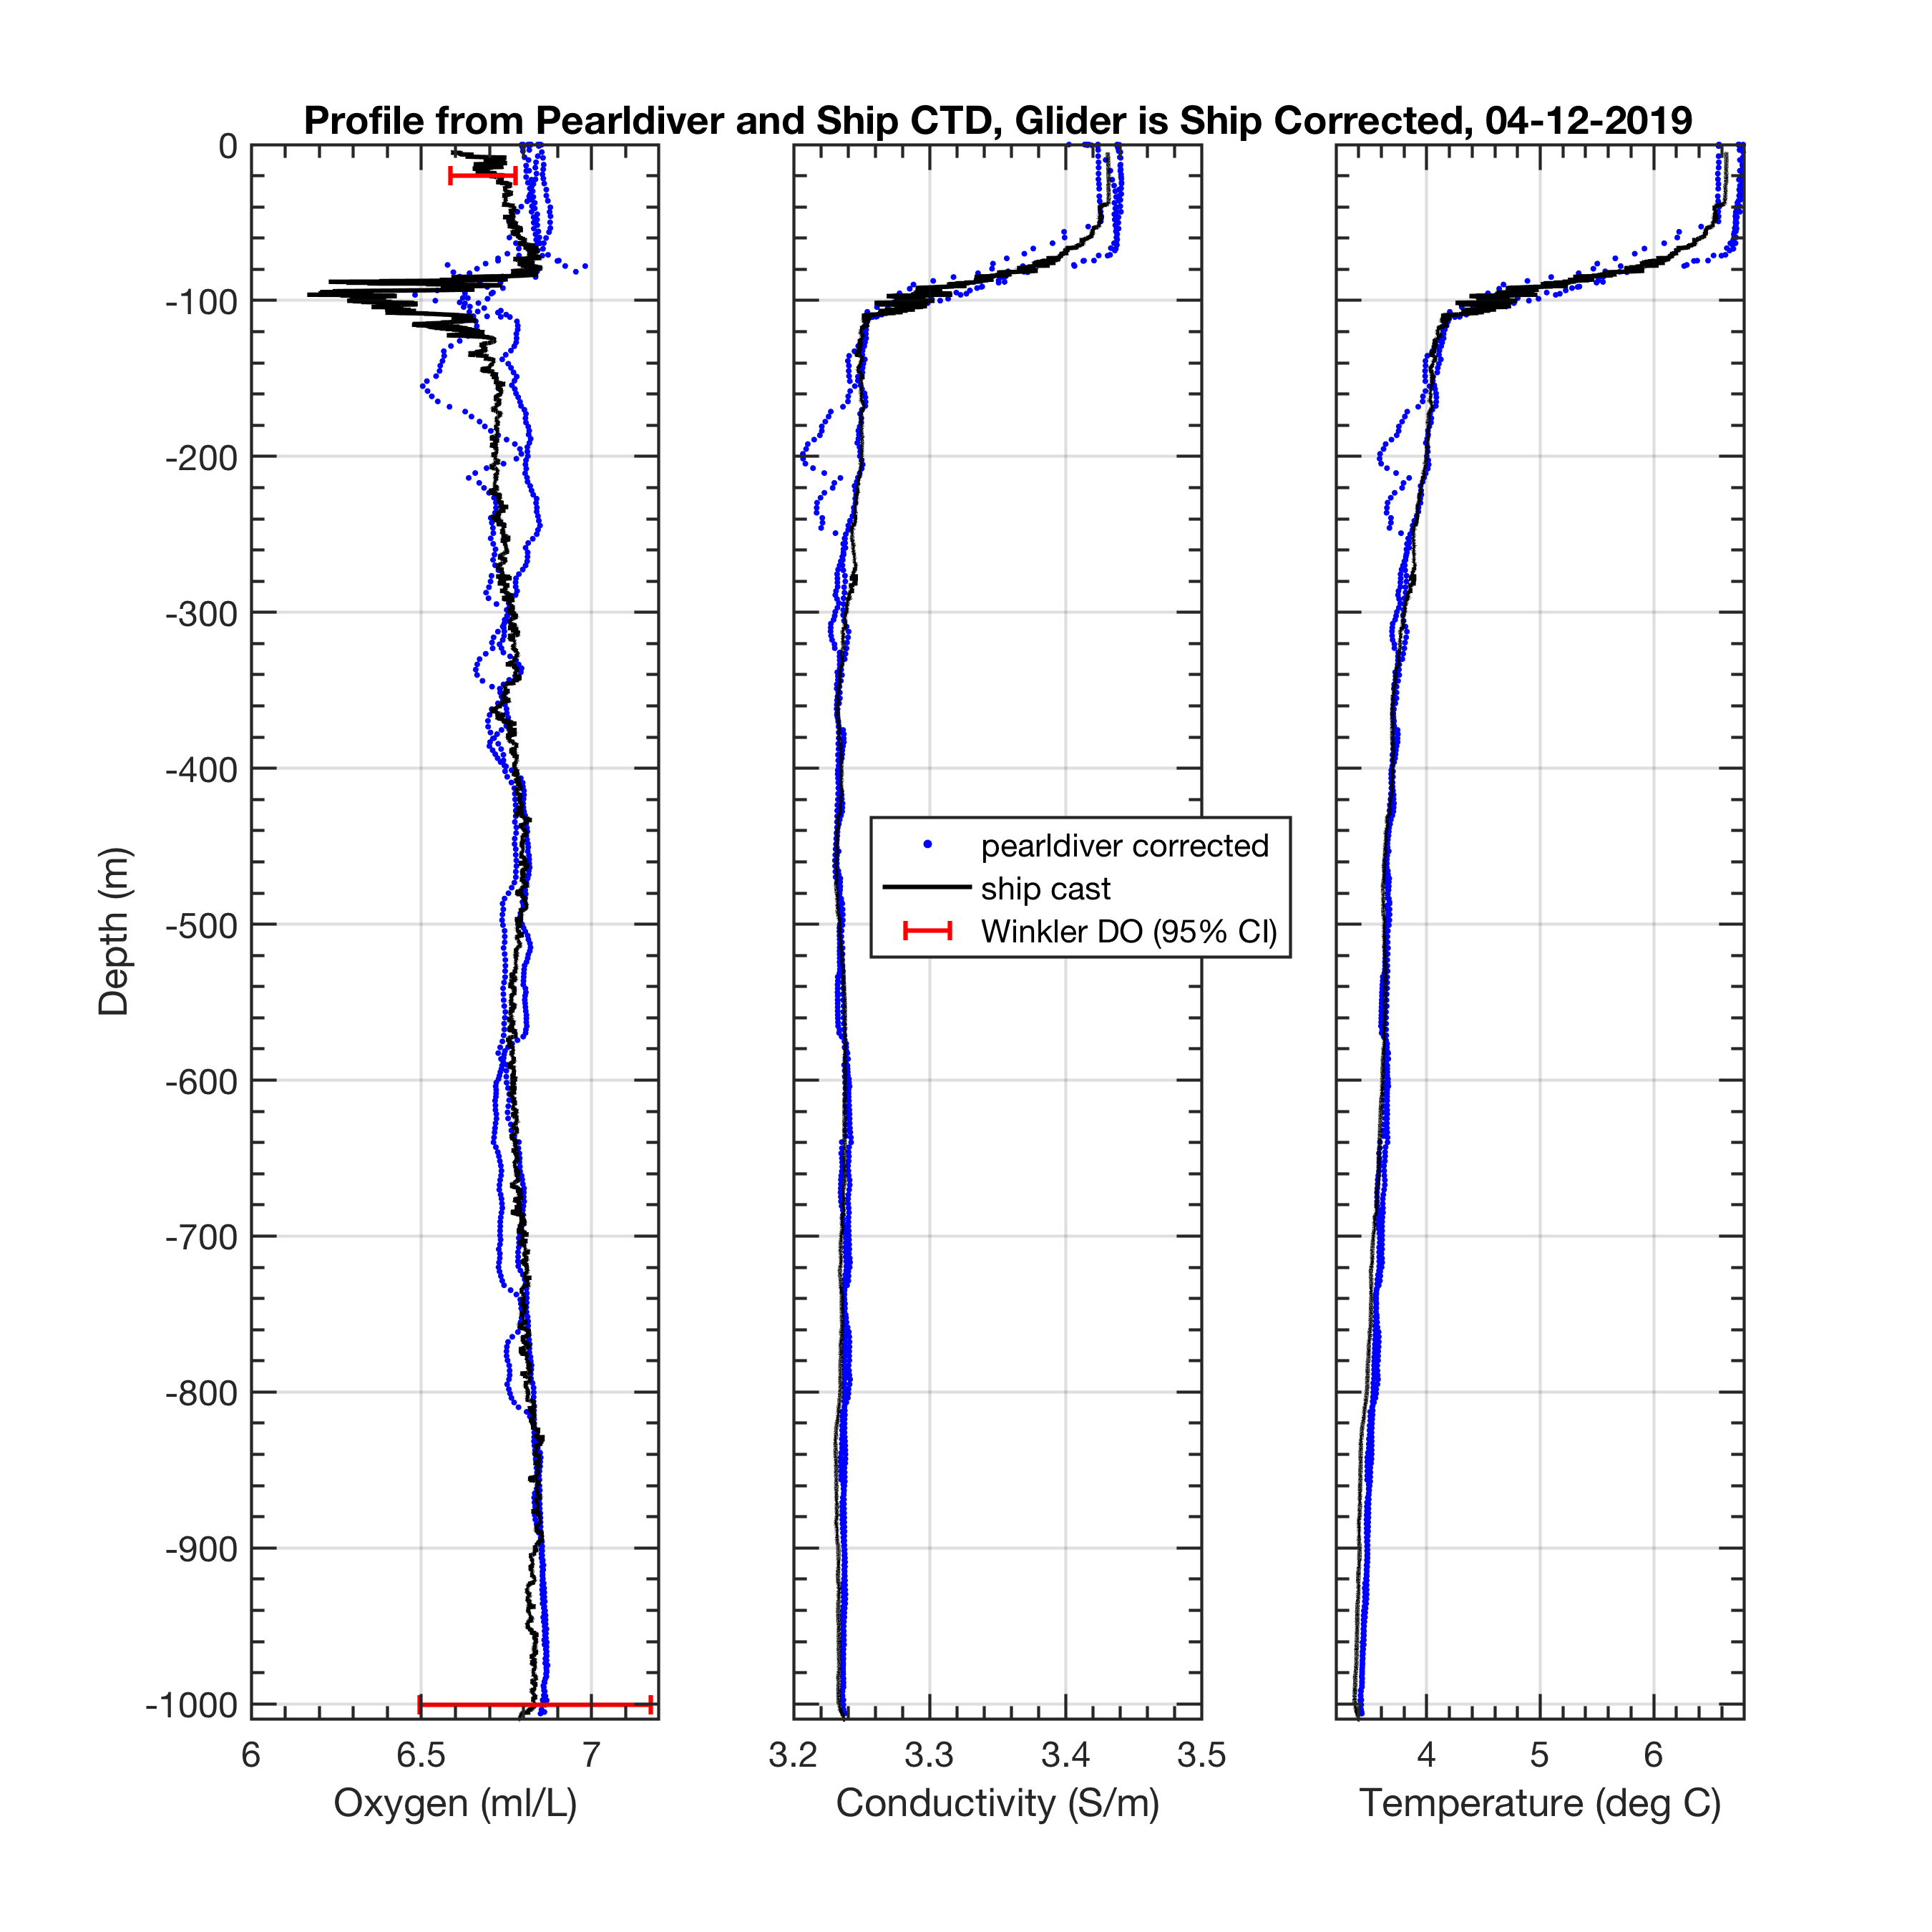 Profile from Pearldiver and Ship CTD, Glider is Ship Corrected, 04-12-2019
0
-100
-200
-300
-400
-500
-600
-700
-800
-900
-1000
Depth (m)
6 6.5 7
Oxygen (ml/L)
3.2 3.3 3.4 3.5
Conductivity (S/m)
4 5 6
Temperature (deg C)
pearldiver corrected
ship cast
Winkler DO (95% CI)